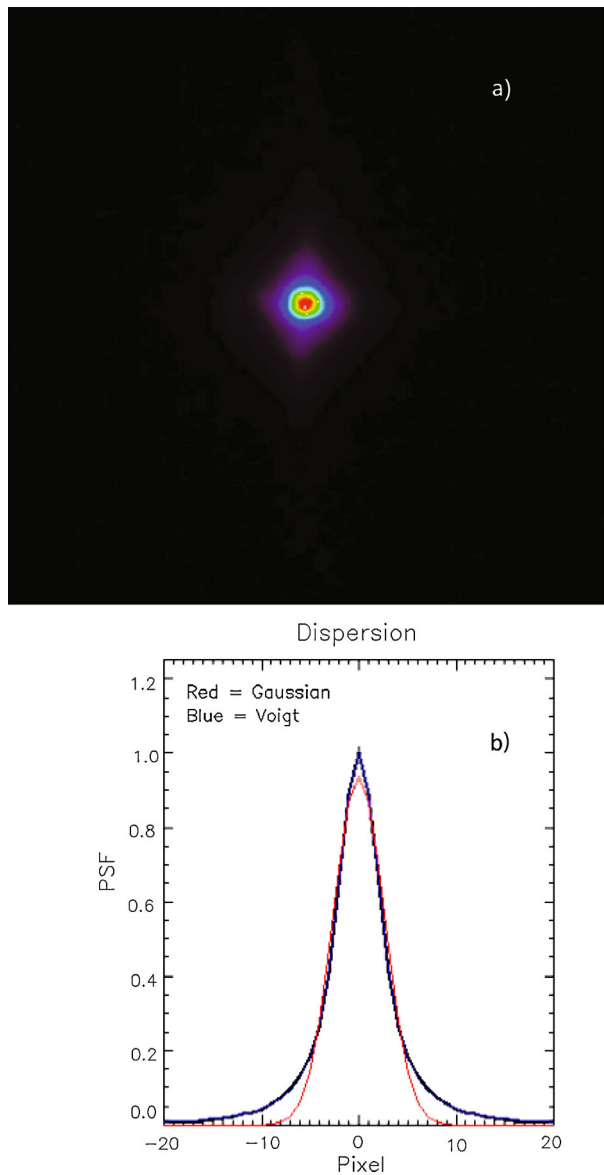 a)
Dispersion
1.2
Red = Gaussian
Blue = Voigt
b)
1.0
0.8
PSF
0.6
0.4
0.2
0.0
−20 −10 0 10 20
Pixel